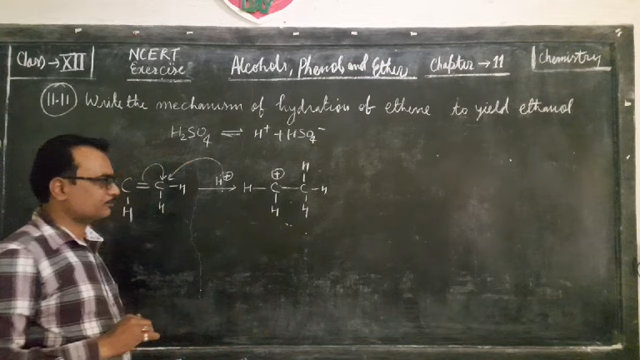 Class → XII
NCERT
Exercise
Alcohols, Phenols and Ether
Chapter → 11
Chemistry
11.11 Write the mechanism of hydration of ethene to yield ethanol
H₂SO₄ ⇌ H⁺ + HSO₄⁻
H
C = C – H → H – C – C – H
H⁺ ⊕
H H H H